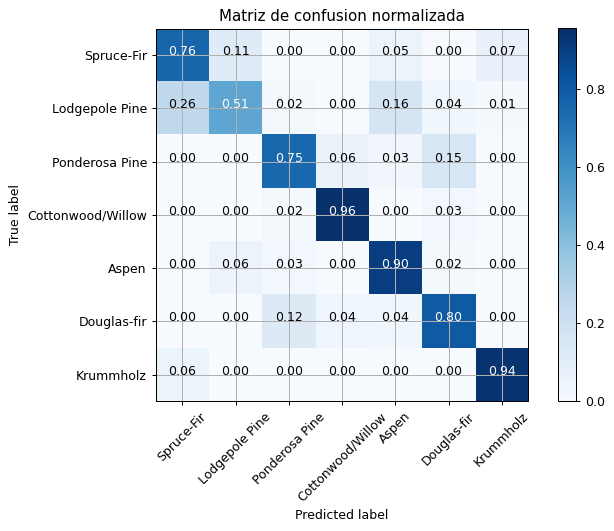 Matriz de confusion normalizada
True label
Spruce-Fir 0.76 0.11 0.00 0.00 0.05 0.00 0.07
Lodgepole Pine 0.26 0.51 0.02 0.00 0.16 0.04 0.01
Ponderosa Pine 0.00 0.00 0.75 0.06 0.03 0.15 0.00
Cottonwood/Willow 0.00 0.00 0.02 0.96 0.00 0.03 0.00
Aspen 0.00 0.06 0.03 0.00 0.90 0.02 0.00
Douglas-fir 0.00 0.00 0.12 0.04 0.04 0.80 0.00
Krummholz 0.06 0.00 0.00 0.00 0.00 0.00 0.94
Spruce-Fir Lodgepole Pine Ponderosa Pine Cottonwood/Willow Aspen Douglas-fir Krummholz
Predicted label
0.8
0.6
0.4
0.2
0.0